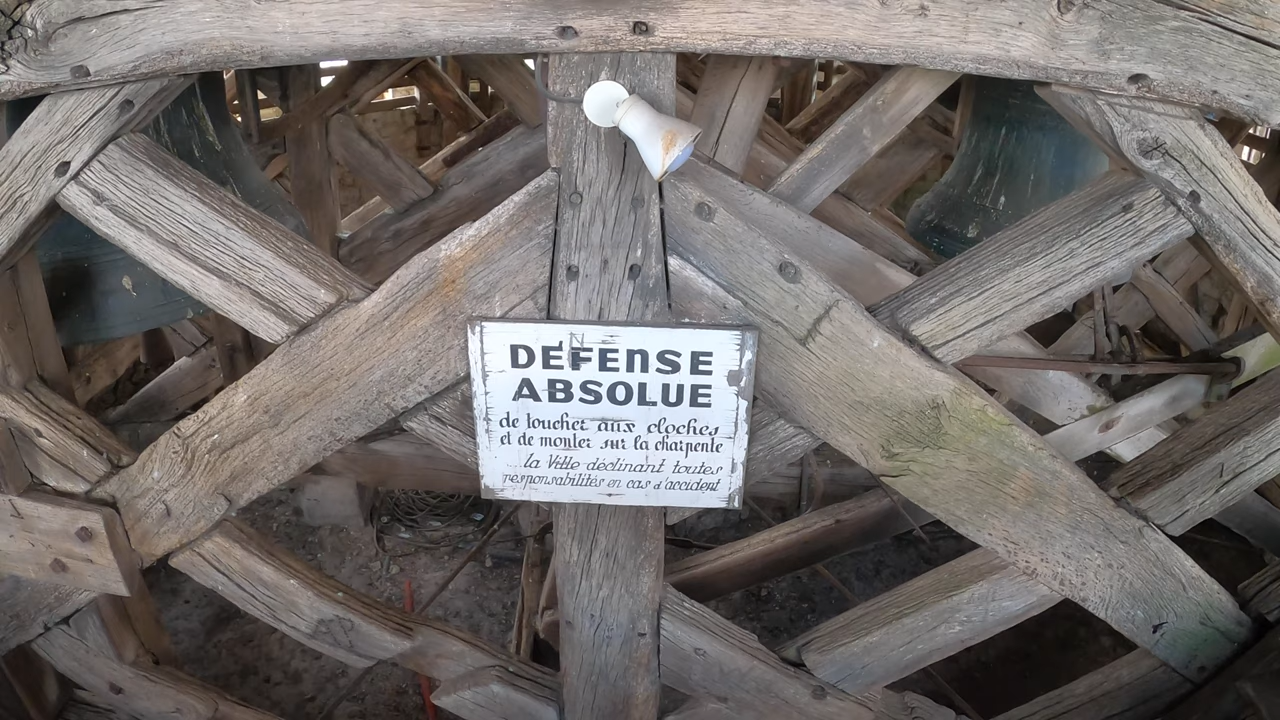 DÉFENSE
ABSOLUE
de toucher aux cloches
et de monter sur la charpente
la Ville déclinant toutes
responsabilités en cas d'accident